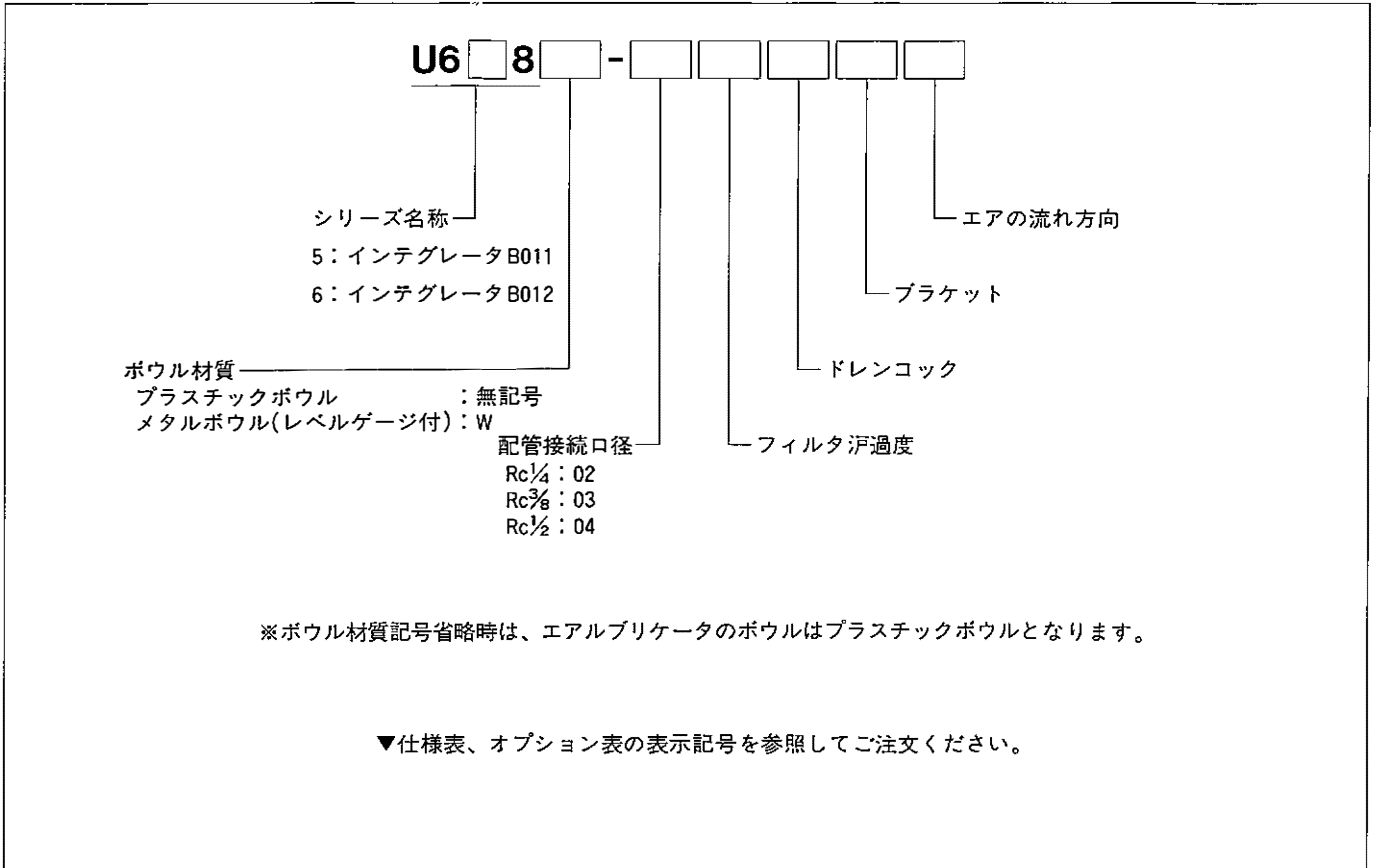 U6□8□-□□□□□
シリーズ名称
5：インテグレータB011
6：インテグレータB012
エアの流れ方向
ブラケット
ボウル材質
プラスチックボウル ：無記号
メタルボウル(レベルゲージ付)：W
ドレンコック
配管接続口径
Rc1/4：02
Rc3/8：03
Rc1/2：04
フィルタ沪過度
※ボウル材質記号省略時は、エアルブリケータのボウルはプラスチックボウルとなります。
▼仕様表、オプション表の表示記号を参照してご注文ください。